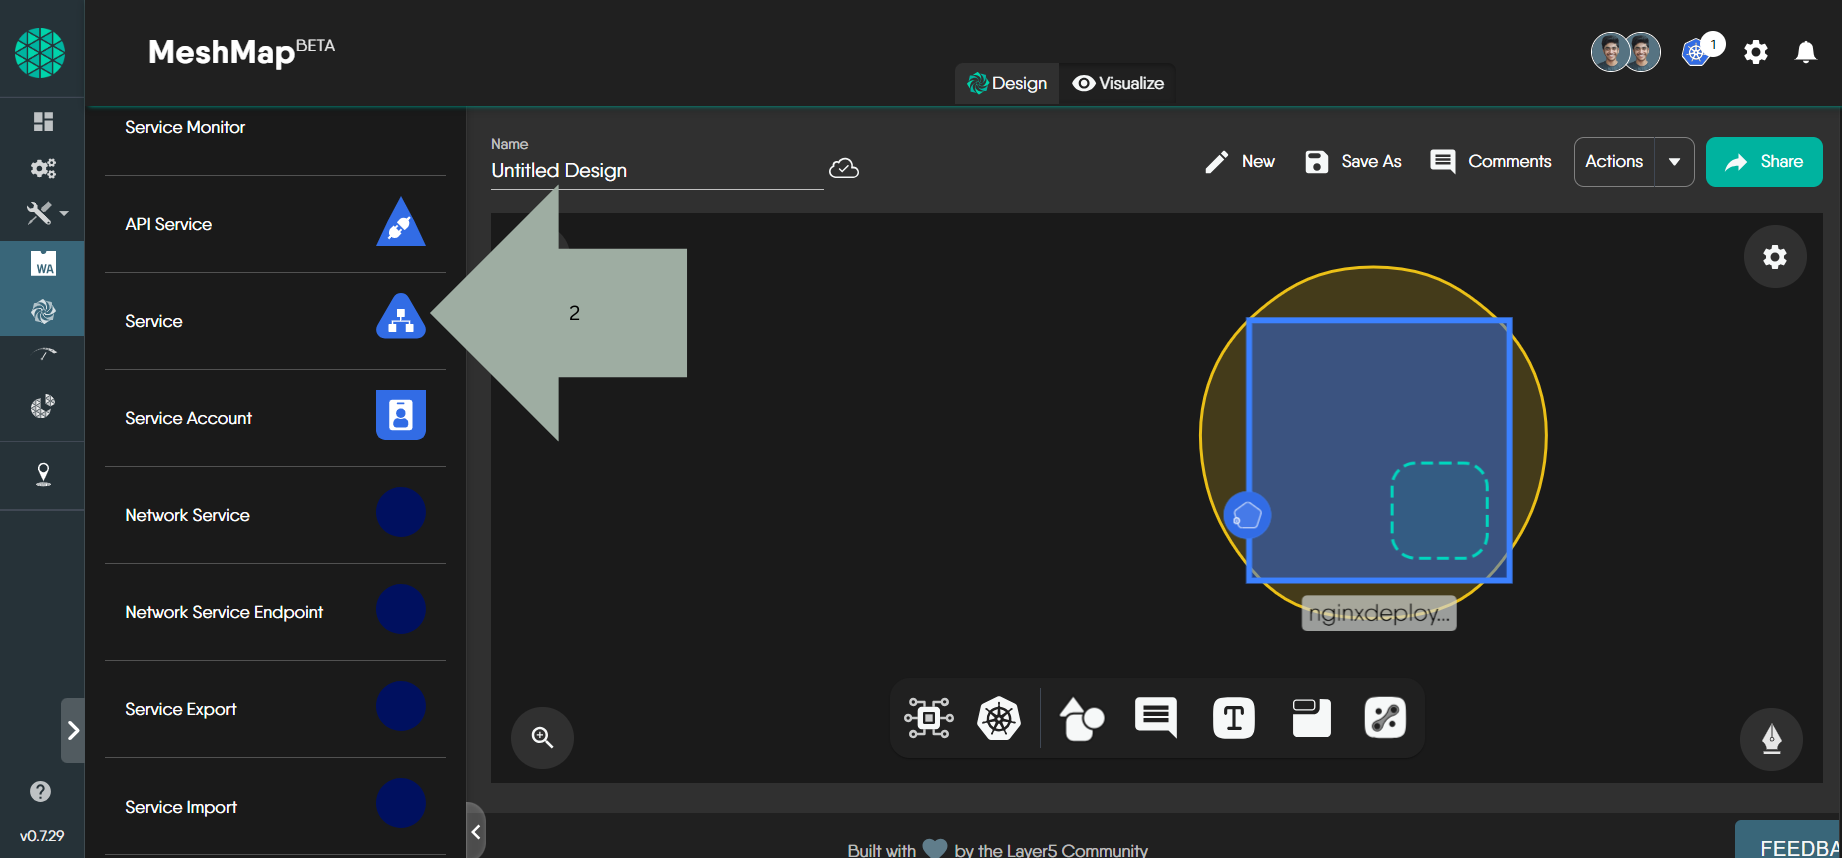 MeshMap BETA
1
Design
Visualize
Service Monitor
API Service
Service
Service Account
Network Service
Network Service Endpoint
Service Export
Service Import
WA
v0.7.29
Name
Untitled Design
New
Save As
Comments
Actions
Share
2
nginxdeploy...
T
Built with by the Layer5 Community
FEEDBA